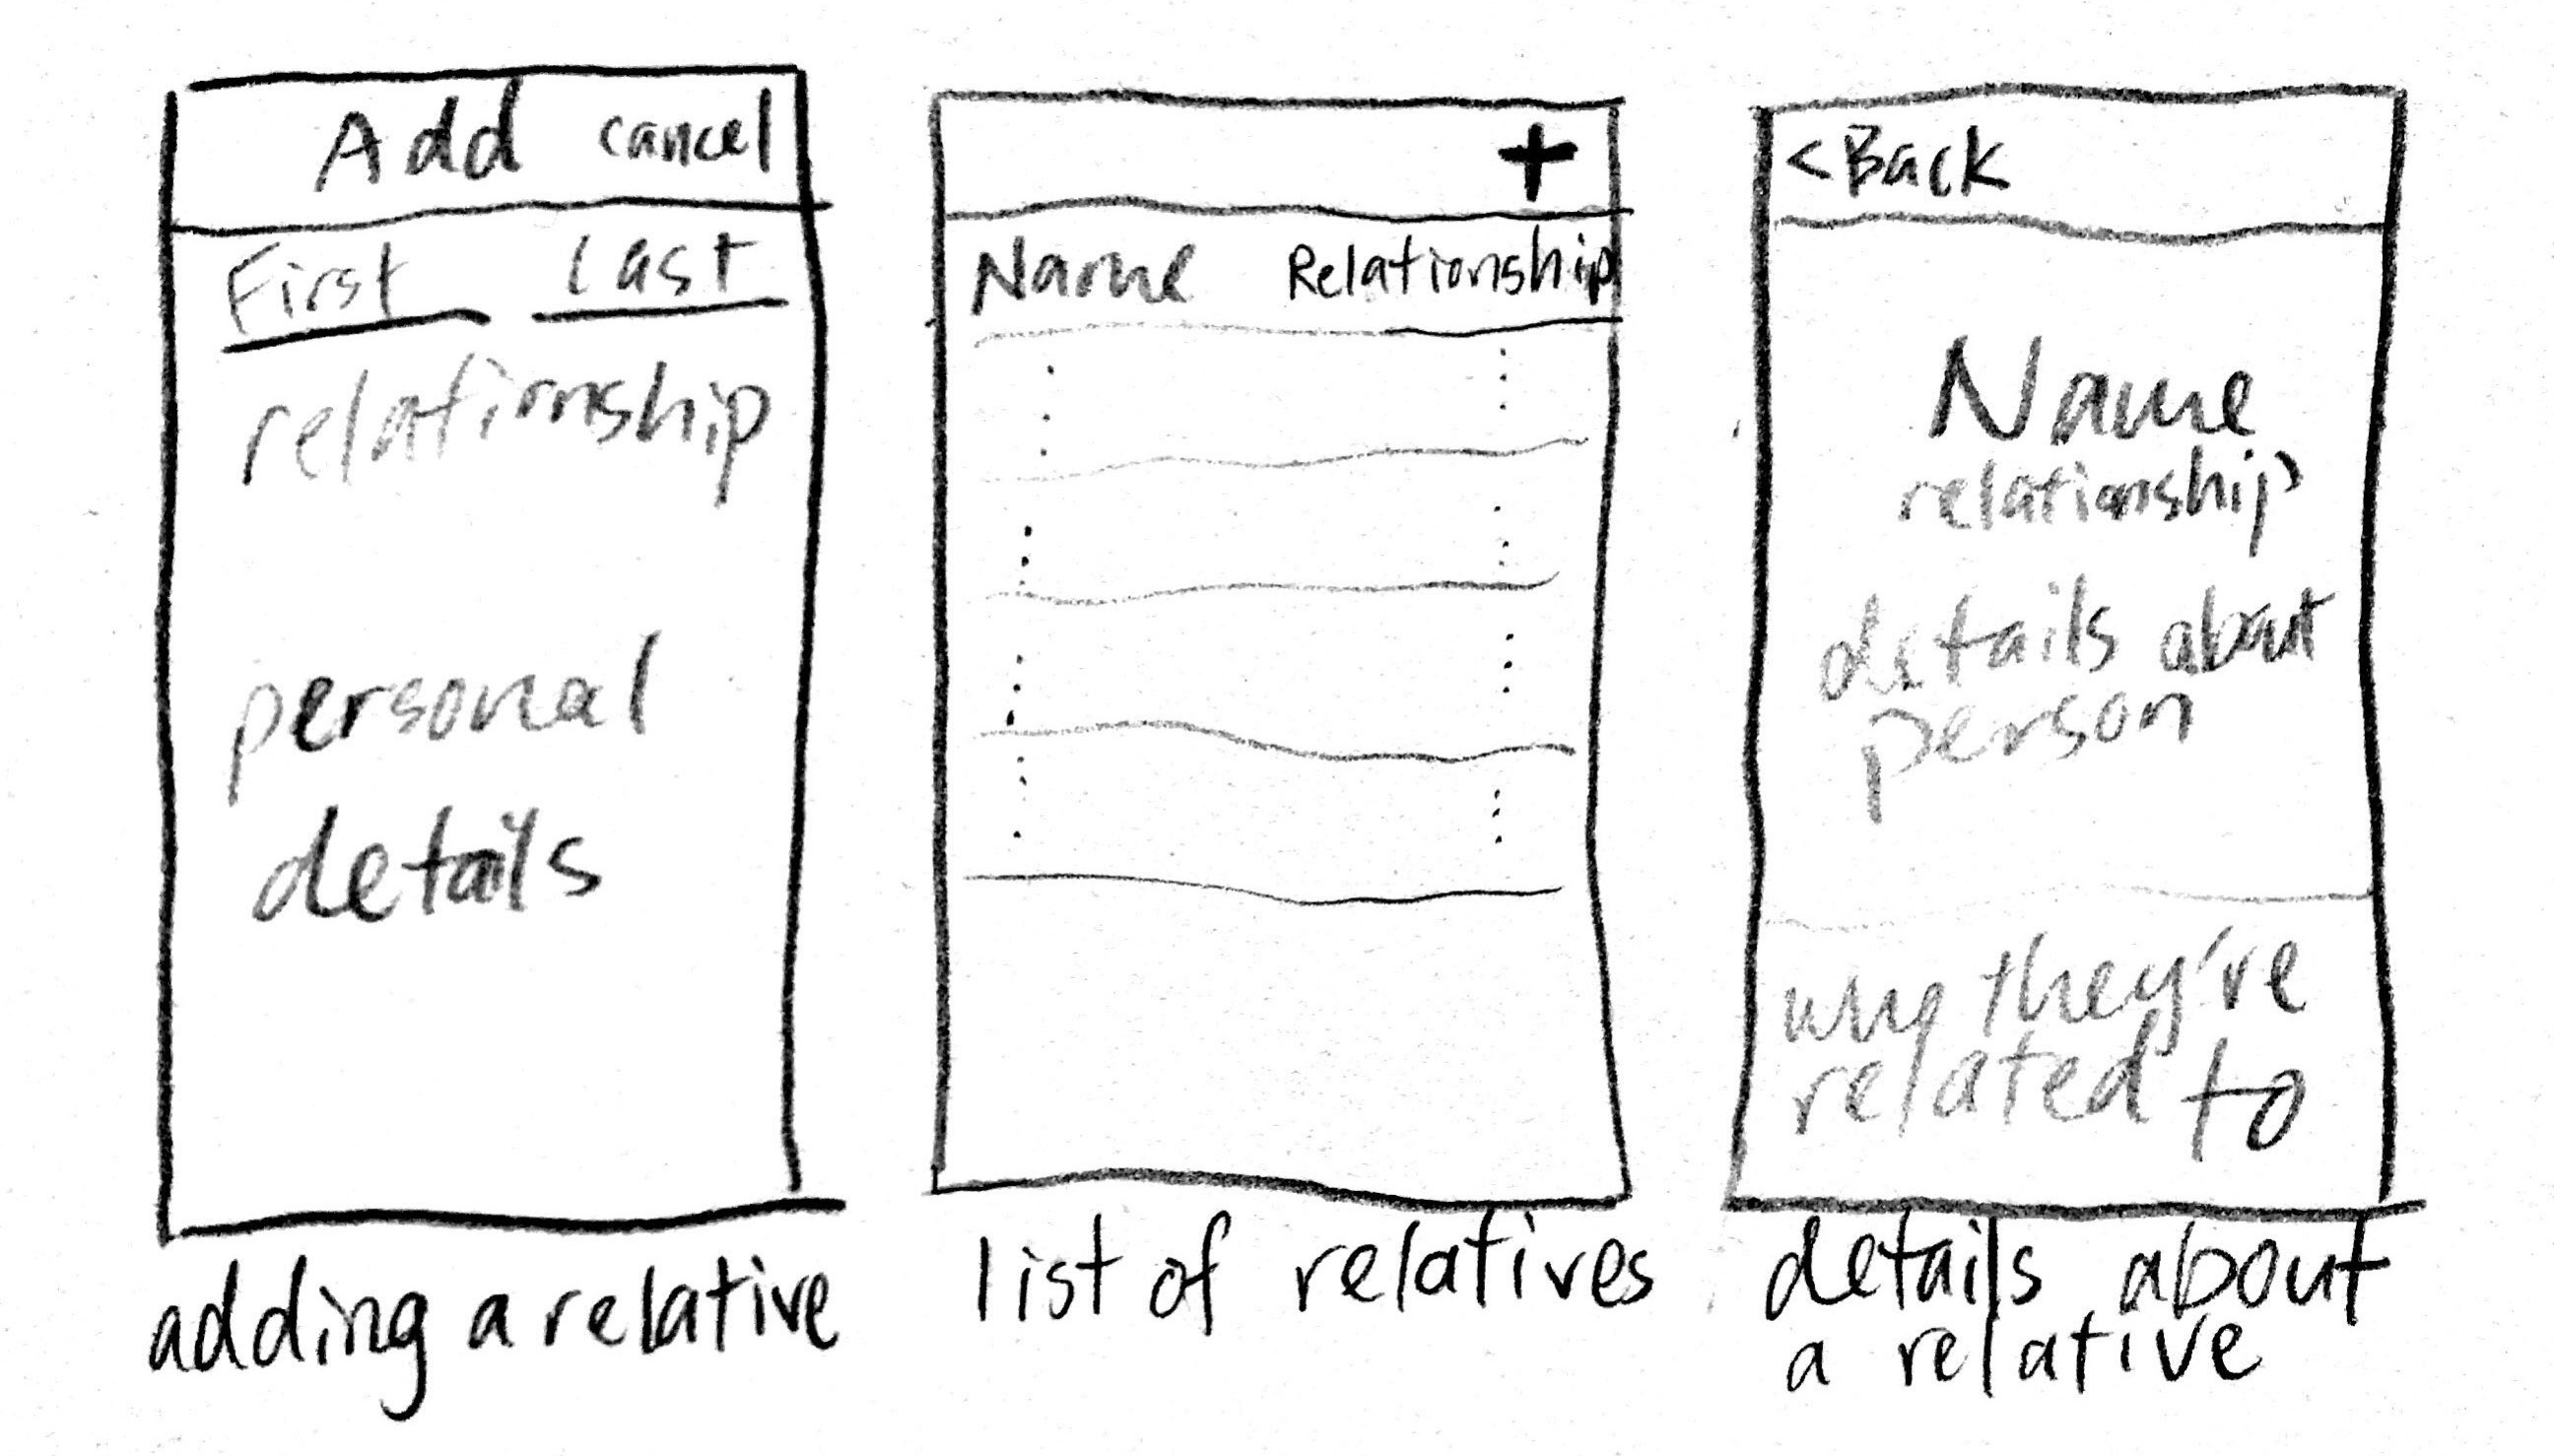 Add cancel
First Last
relationship
personal
details
adding a relative
+
Name Relationship
list of relatives
<Back
Name
relationship
details about
person
why they're
related to
details about
a relative